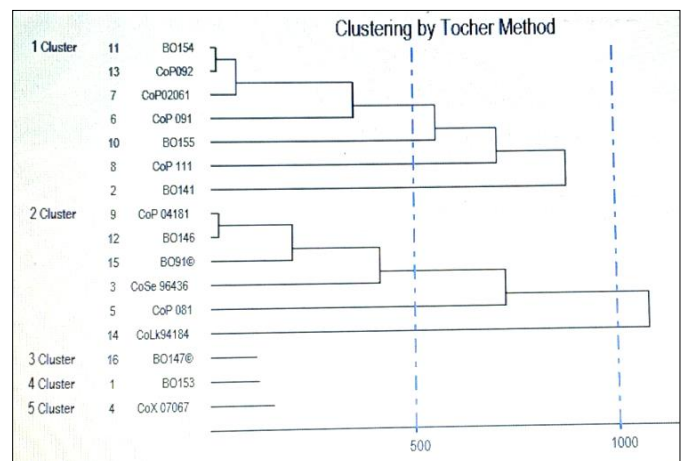 Clustering by Tocher Method
1 Cluster 11 BO154
13 CoP092
7 CoP02061
6 CoP 091
10 BO155
8 CoP 111
2 BO141
2 Cluster 9 CoP 04181
12 BO146
15 BO91©
3 CoSe 96436
5 CoP 081
14 CoLk94184
3 Cluster 16 BO147©
4 Cluster 1 BO153
5 Cluster 4 CoX 07067
500 1000